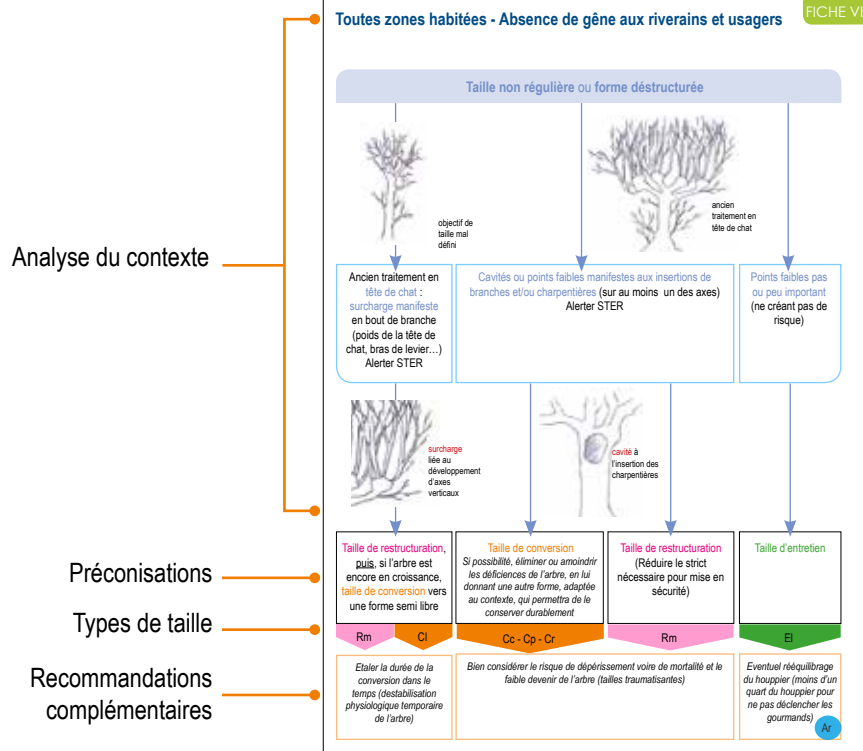 Toutes zones habitées - Absence de gêne aux riverains et usagers
FICHE VI
Taille non régulière ou forme déstructurée
objectif de
taille mal
défini
ancien
traitement en
tête de chat
Analyse du contexte
Ancien traitement en
tête de chat :
surcharge manifeste
en bout de branche
(poids de la tête de
chat, bras de levier…)
Alerter STER
Cavités ou points faibles manifestes aux insertions de
branches et/ou charpentières (sur au moins un des axes)
Alerter STER
Points faibles pas
ou peu important
(ne créant pas de
risque)
surcharge
liée au
développement
d'axes
verticaux
cavité à
l'insertion des
charpentières
Préconisations
Taille de restructuration,
puis, si l'arbre est
encore en croissance,
taille de conversion vers
une forme semi libre
Taille de conversion
Si possibilité, éliminer ou amoindrir
les déficiences de l'arbre, en lui
donnant une autre forme, adaptée
au contexte, qui permettra de le
conserver durablement
Taille de restructuration
(Réduire le strict
nécessaire pour mise en
sécurité)
Taille d'entretien
Types de taille
Rm
Cl
Cc - Cp - Cr
Rm
El
Recommandations
complémentaires
Etaler la durée de la
conversion dans le
temps (destabilisation
physiologique temporaire
de l'arbre)
Bien considérer le risque de dépérissement voire de mortalité et le
faible devenir de l'arbre (tailles traumatisantes)
Eventuel rééquilibrage
du houppier (moins d'un
quart du houppier pour
ne pas déclencher les
gourmands)
Ar